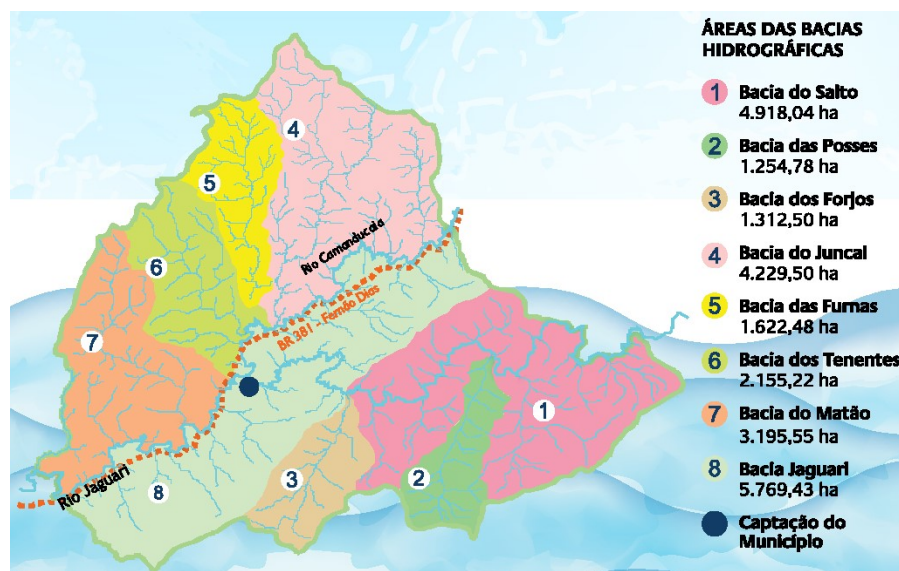 ÁREAS DAS BACIAS
HIDROGRÁFICAS
1 Bacia do Salto
4.918,04 ha
2 Bacia das Posses
1.254,78 ha
3 Bacia dos Forjos
1.312,50 ha
4 Bacia do Juncal
4.229,50 ha
5 Bacia das Furnas
1.622,48 ha
6 Bacia dos Tenentes
2.155,22 ha
7 Bacia do Matão
3.195,55 ha
8 Bacia Jaguari
5.769,43 ha
Captação do
Município
4
5
Rio Camanducaia
6
BR 381 - Fernão Dias
7
1
2
3
8
Rio Jaguari